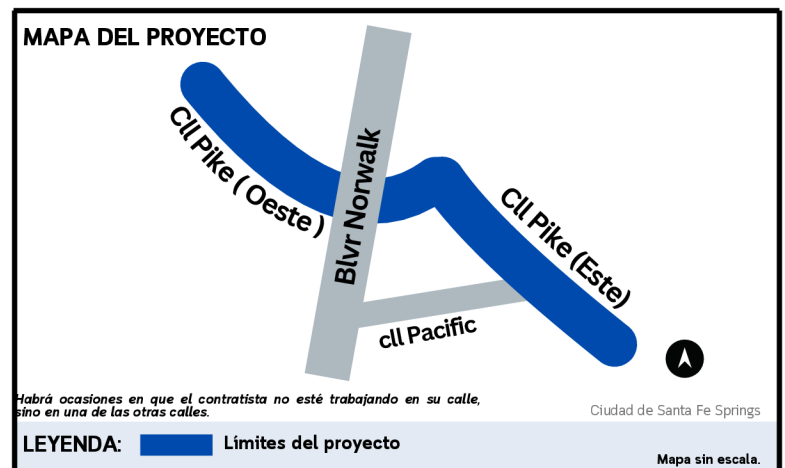 MAPA DEL PROYECTO
Cll Pike ( Oeste )
Blvr Norwalk
Cll Pike (Este)
cll Pacific
Habrá ocasiones en que el contratista no esté trabajando en su calle,
sino en una de las otras calles.
Ciudad de Santa Fe Springs
LEYENDA:
Límites del proyecto
Mapa sin escala.